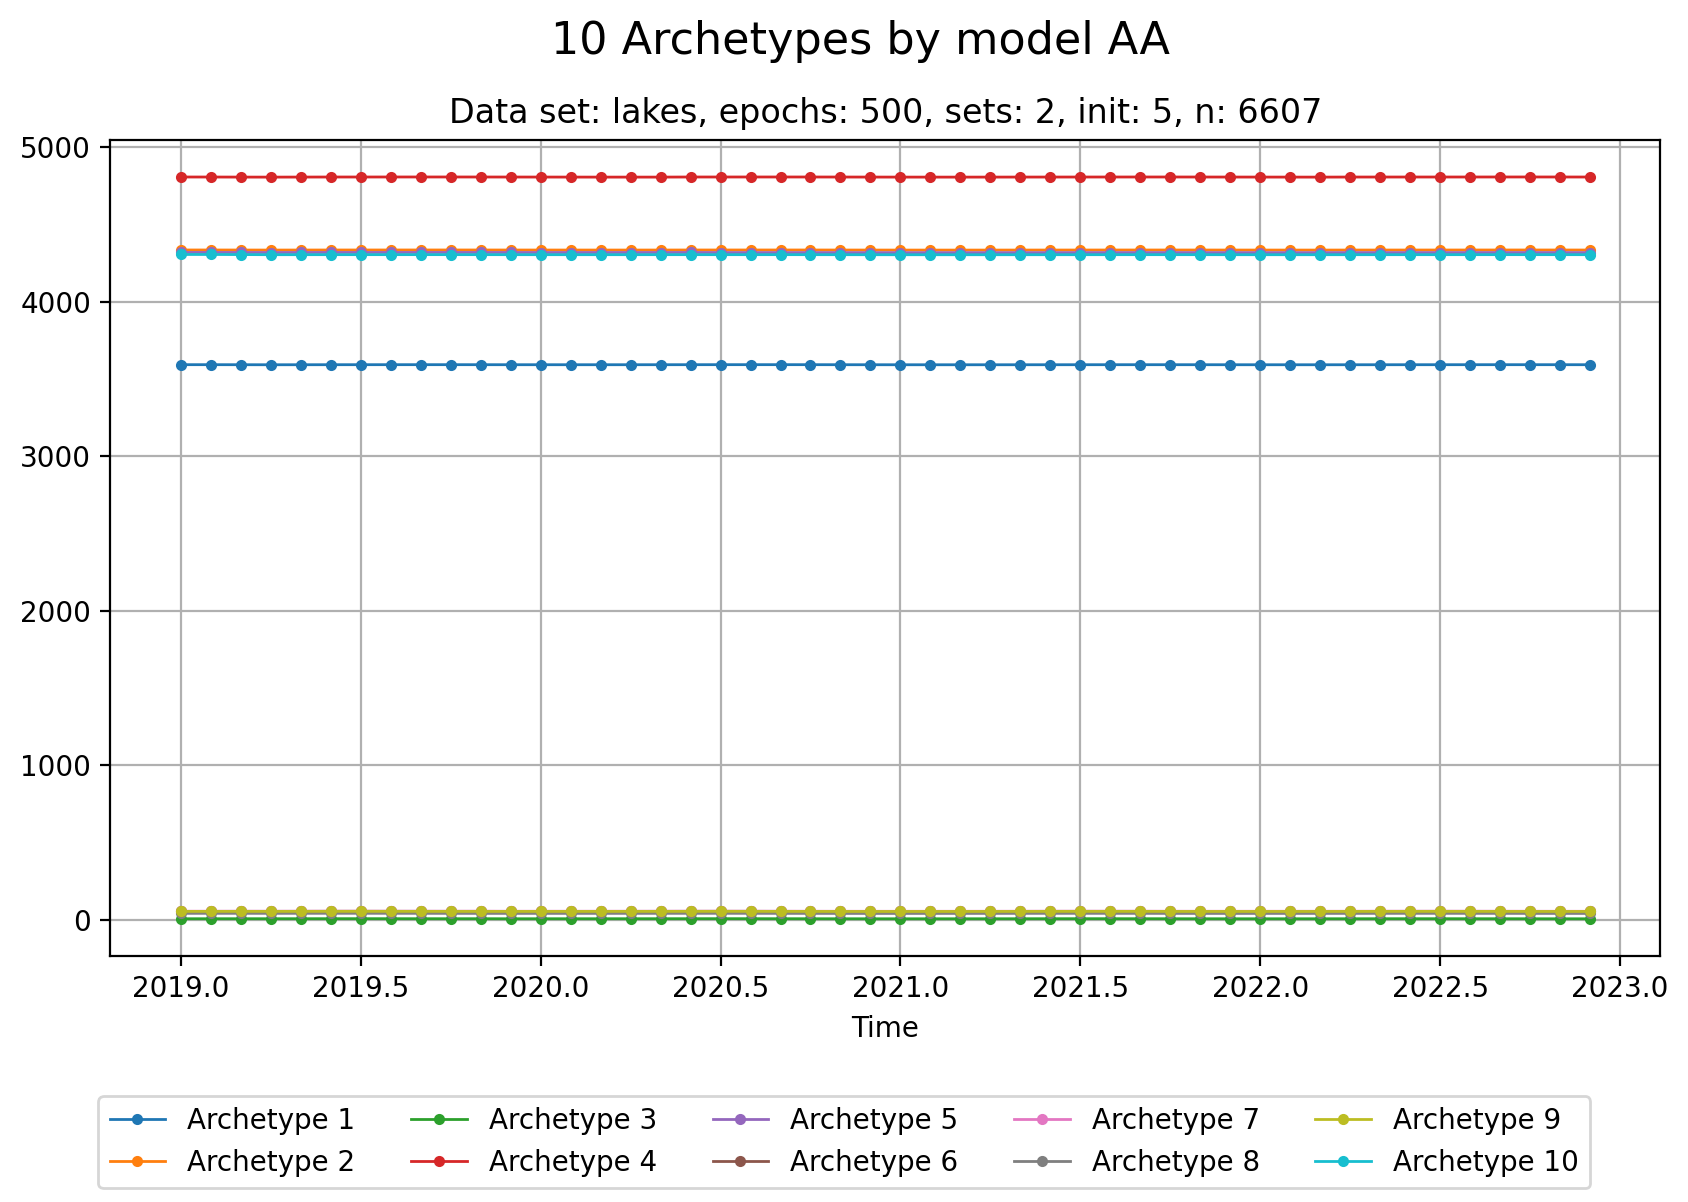 10 Archetypes by model AA
Data set: lakes, epochs: 500, sets: 2, init: 5, n: 6607
5000
4000
3000
2000
1000
0
2019.0 2019.5 2020.0 2020.5 2021.0 2021.5 2022.0 2022.5 2023.0
Time
Archetype 1 Archetype 3 Archetype 5 Archetype 7 Archetype 9
Archetype 2 Archetype 4 Archetype 6 Archetype 8 Archetype 10